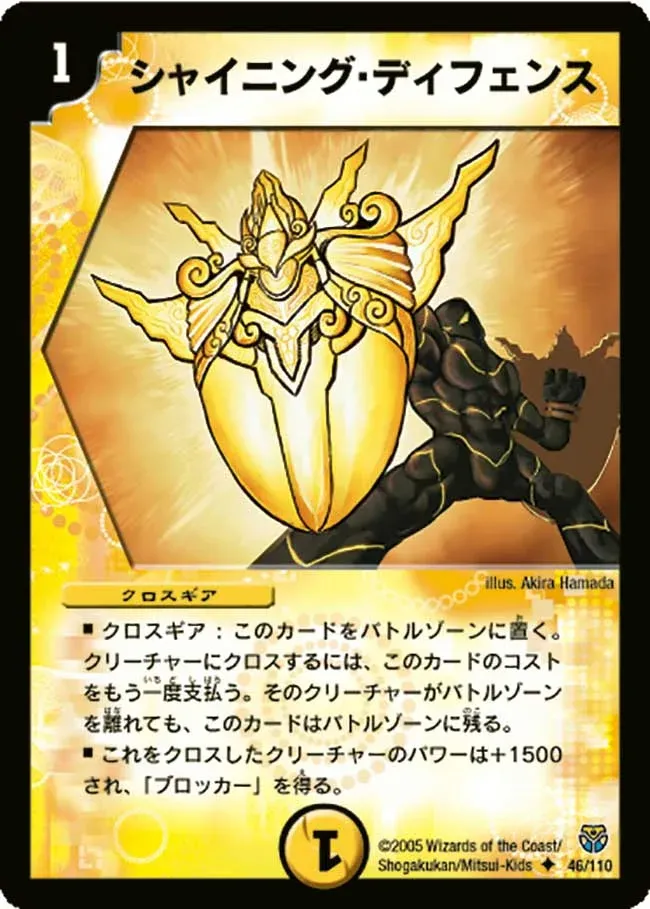 1
シャイニング・ディフェンス
illus. Akira Hamada
クロスギア
■ クロスギア : このカードをバトルゾーンに置く。
クリーチャーにクロスするには、このカードのコスト
をもう一度支払う。そのクリーチャーがバトルゾーン
を離れても、このカードはバトルゾーンに残る。
■ これをクロスしたクリーチャーのパワーは+1500
され、「ブロッカー」を得る。
1
©2005 Wizards of the Coast/
Shogakukan/Mitsui-Kids ✦ 46/110